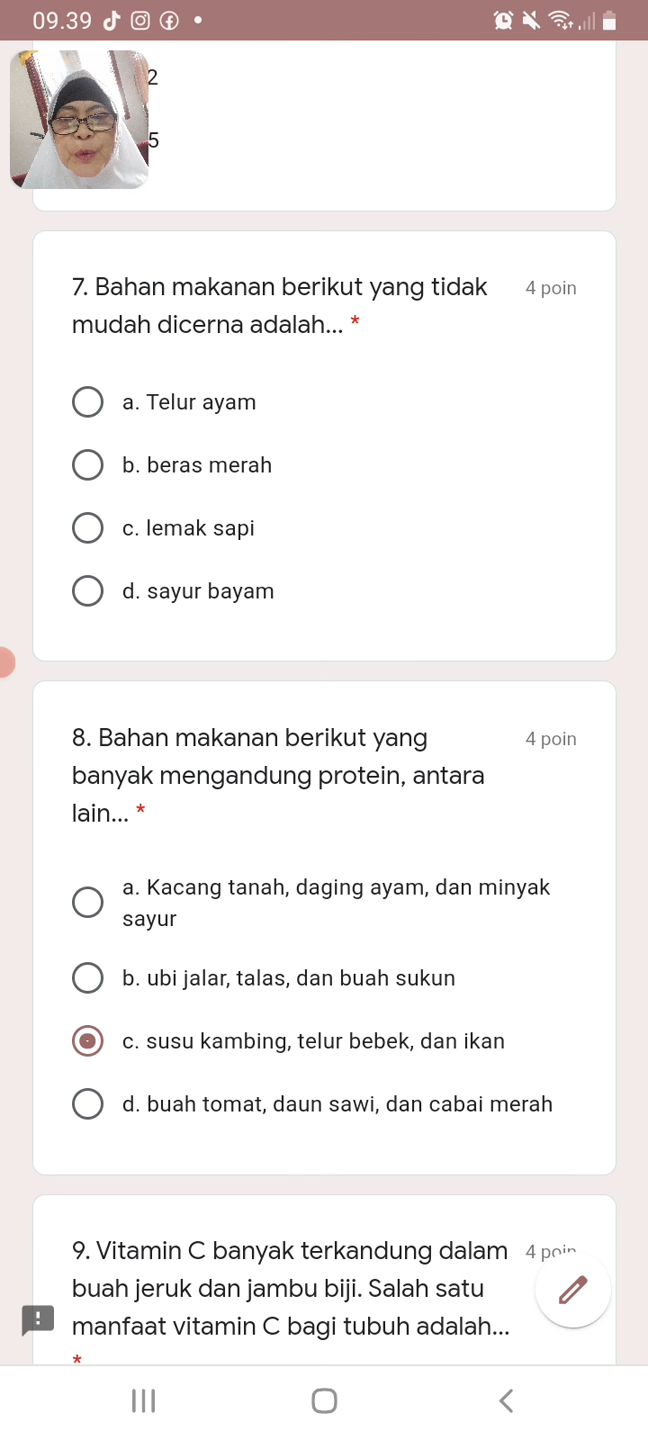 09.39
2
5
7. Bahan makanan berikut yang tidak 4 poin
mudah dicerna adalah... *
a. Telur ayam
b. beras merah
c. lemak sapi
d. sayur bayam
8. Bahan makanan berikut yang 4 poin
banyak mengandung protein, antara
lain... *
a. Kacang tanah, daging ayam, dan minyak
sayur
b. ubi jalar, talas, dan buah sukun
c. susu kambing, telur bebek, dan ikan
d. buah tomat, daun sawi, dan cabai merah
9. Vitamin C banyak terkandung dalam 4 poin
buah jeruk dan jambu biji. Salah satu
manfaat vitamin C bagi tubuh adalah...
*